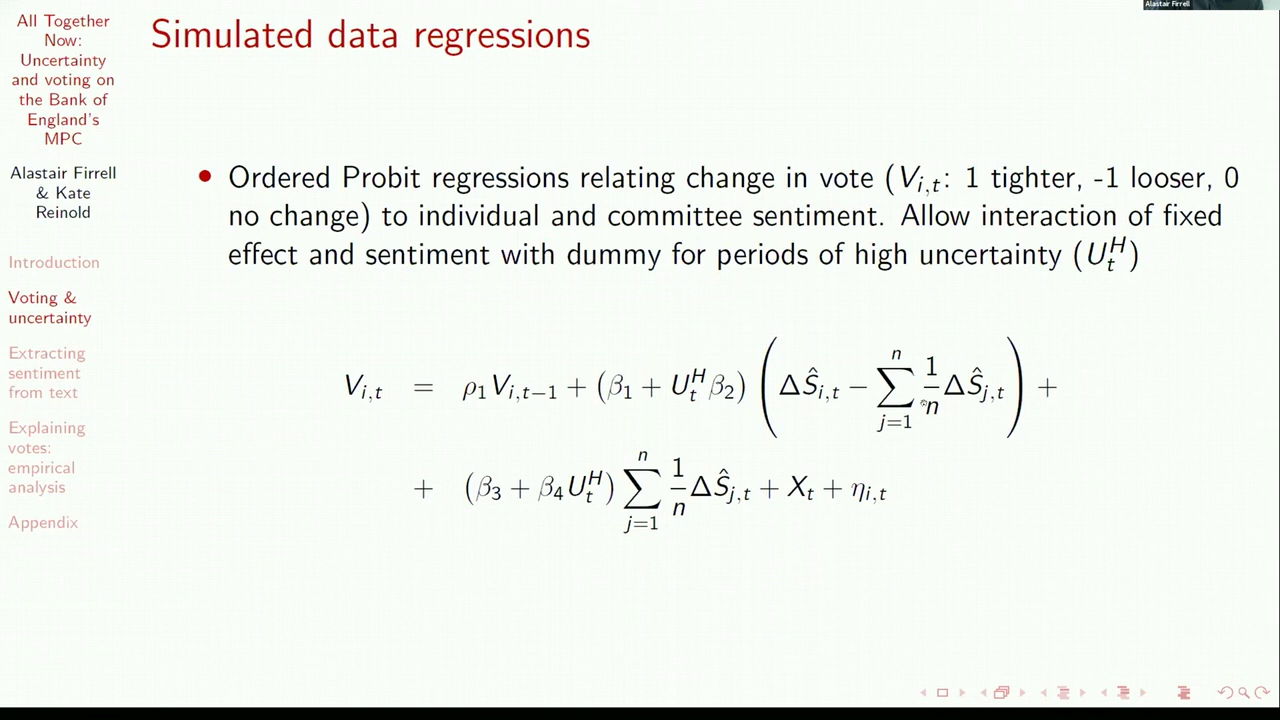 Alastair Firrell
All Together
Now:
Uncertainty
and voting on
the Bank of
England's
MPC
Alastair Firrell
& Kate
Reinold
Introduction
Voting &
uncertainty
Extracting
sentiment
from text
Explaining
votes:
empirical
analysis
Appendix
Simulated data regressions
• Ordered Probit regressions relating change in vote (V_{i,t}: 1 tighter, -1 looser, 0
no change) to individual and committee sentiment. Allow interaction of fixed
effect and sentiment with dummy for periods of high uncertainty (U_t^H)
V_{i,t} = ρ_1 V_{i,t−1} + (β_1 + U_t^H β_2) (ΔŜ_{i,t} − ∑_{j=1}^{n} \frac{1}{n} ΔŜ_{j,t}) +
+ (β_3 + β_4 U_t^H) ∑_{j=1}^{n} \frac{1}{n} ΔŜ_{j,t} + X_t + η_{i,t}